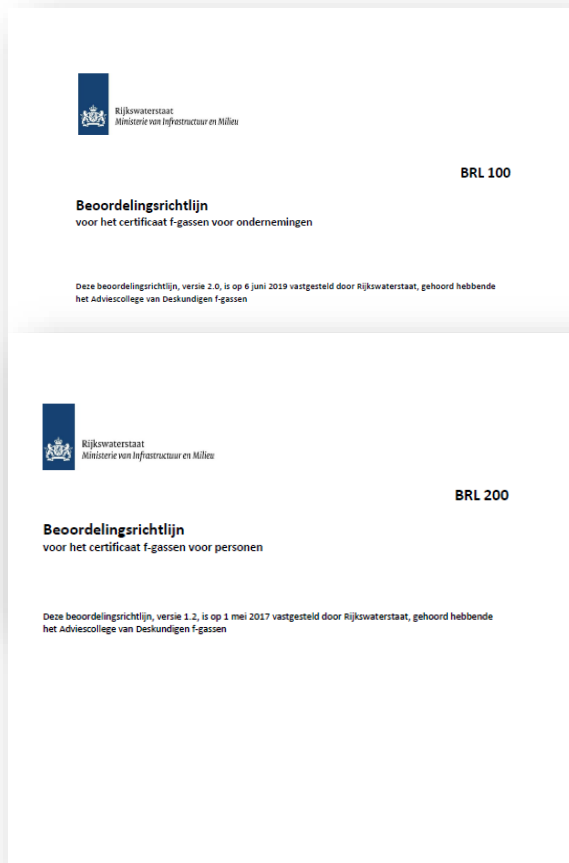 Rijkswaterstaat
Ministerie van Infrastructuur en Milieu
BRL 100
Beoordelingsrichtlijn
voor het certificaat f-gassen voor ondernemingen
Deze beoordelingsrichtlijn, versie 2.0, is op 6 juni 2019 vastgesteld door Rijkswaterstaat, gehoord hebbende
het Adviescollege van Deskundigen f-gassen
Rijkswaterstaat
Ministerie van Infrastructuur en Milieu
BRL 200
Beoordelingsrichtlijn
voor het certificaat f-gassen voor personen
Deze beoordelingsrichtlijn, versie 1.2, is op 1 mei 2017 vastgesteld door Rijkswaterstaat, gehoord hebbende
het Adviescollege van Deskundigen f-gassen